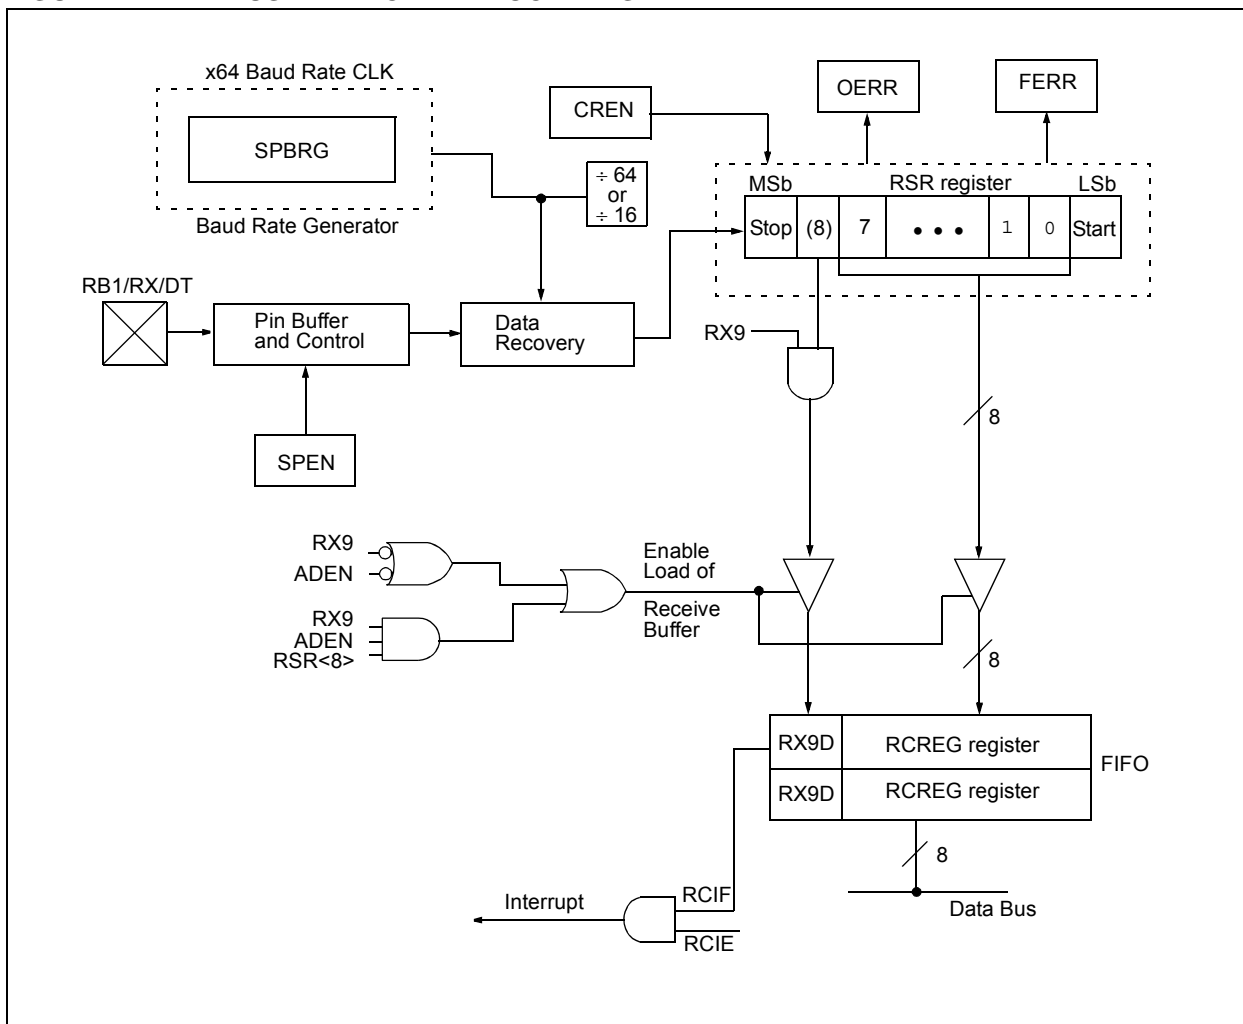 x64 Baud Rate CLK
SPBRG
Baud Rate Generator
CREN
OERR
FERR
÷ 64
or
÷ 16
MSb
RSR register
LSb
Stop
(8)
7
• • •
1
0
Start
RB1/RX/DT
Pin Buffer
and Control
Data
Recovery
RX9
8
SPEN
RX9
ADEN
Enable
Load of
Receive
Buffer
RX9
ADEN
RSR<8>
8
RX9D
RCREG register
RX9D
RCREG register
FIFO
8
Interrupt
RCIF
RCIE
Data Bus